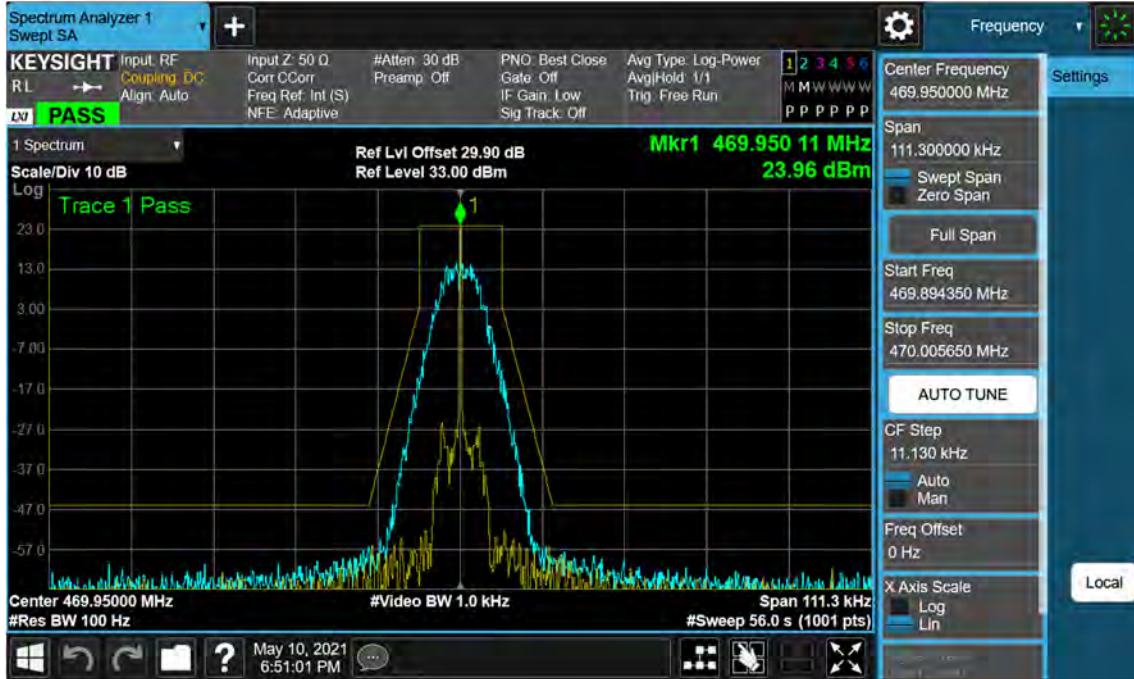 Spectrum Analyzer 1
Swept SA
+
Frequency
KEYSIGHT
RL
LXI PASS
Input: RF
Coupling: DC
Align: Auto
Input Z: 50 Ω
Corr CCorr
Freq Ref: Int (S)
NFE: Adaptive
#Atten: 30 dB
Preamp: Off
PNO: Best Close
Gate: Off
IF Gain: Low
Sig Track: Off
Avg Type: Log-Power
Avg|Hold: 1/1
Trig: Free Run
1 2 3 4 5 6
M M W W W W
P P P P P P
1 Spectrum
Scale/Div 10 dB
Ref Lvl Offset 29.90 dB
Ref Level 33.00 dBm
Mkr1 469.950 11 MHz
23.96 dBm
Log
Trace 1 Pass
1
23.0
13.0
3.00
-7.00
-17.0
-27.0
-37.0
-47.0
-57.0
Center 469.95000 MHz
#Res BW 100 Hz
#Video BW 1.0 kHz
Span 111.3 kHz
#Sweep 56.0 s (1001 pts)
?
May 10, 2021
6:51:01 PM
Center Frequency
469.950000 MHz
Span
111.300000 kHz
Swept Span
Zero Span
Full Span
Start Freq
469.894350 MHz
Stop Freq
470.005650 MHz
AUTO TUNE
CF Step
11.130 kHz
Auto
Man
Freq Offset
0 Hz
X Axis Scale
Log
Lin
Settings
Local